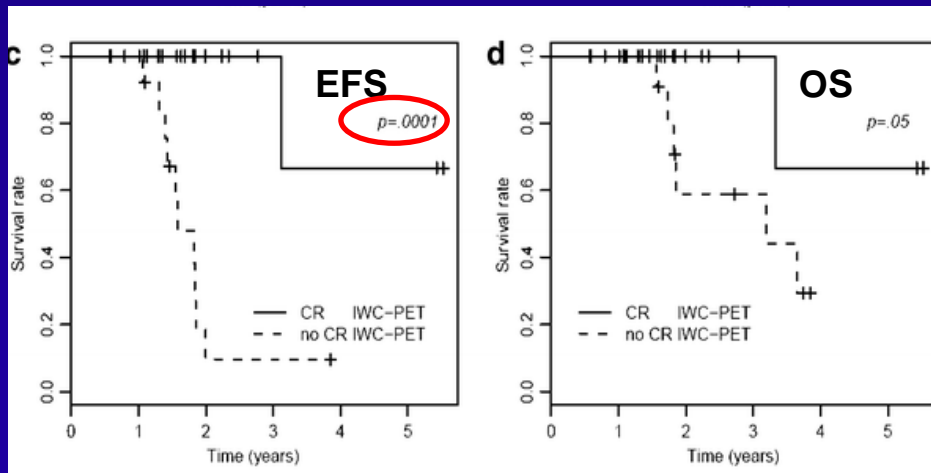 c
EFS
p=.0001
Survival rate
1.0
0.8
0.6
0.4
0.2
0.0
CR IWC-PET
no CR IWC-PET
0 1 2 3 4 5
Time (years)
d
OS
p=.05
Survival rate
1.0
0.8
0.6
0.4
0.2
0.0
CR IWC-PET
no CR IWC-PET
0 1 2 3 4 5
Time (years)